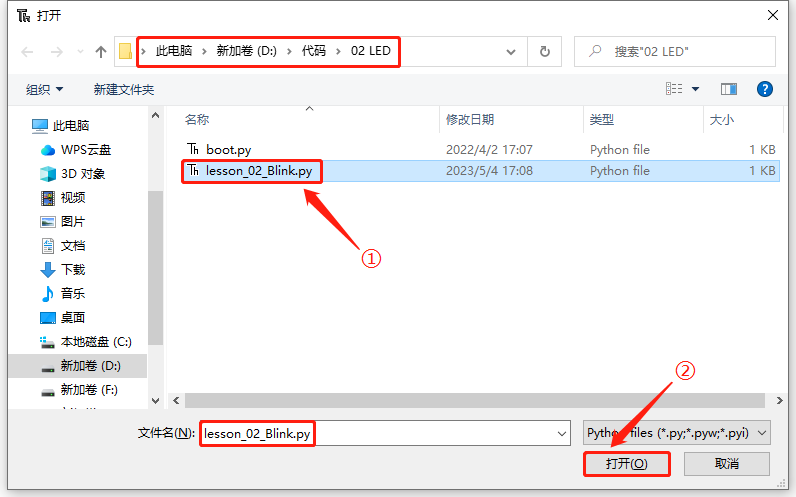 打开
此电脑 > 新加卷 (D:) > 代码 > 02 LED
搜索"02 LED"
组织
新建文件夹
名称
修改日期
类型
大小
boot.py
2022/4/2 17:07
Python file
1 KB
lesson_02_Blink.py
2023/5/4 17:08
Python file
1 KB
此电脑
WPS云盘
3D 对象
视频
图片
文档
下载
音乐
桌面
本地磁盘 (C:)
新加卷 (D:)
新加卷 (F:)
①
②
文件名(N):
lesson_02_Blink.py
Python files (*.py;*.pyw;*.pyi)
打开(O)
取消